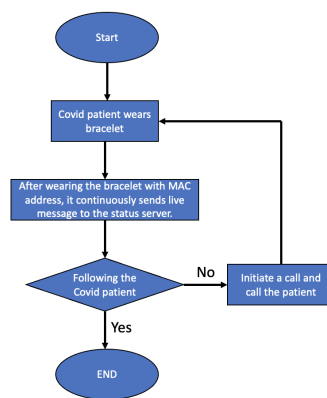 Start
Covid patient wears
bracelet
After wearing the bracelet with MAC
address, it continuously sends live
message to the status server.
Following the
Covid patient
No
Initiate a call and
call the patient
Yes
END